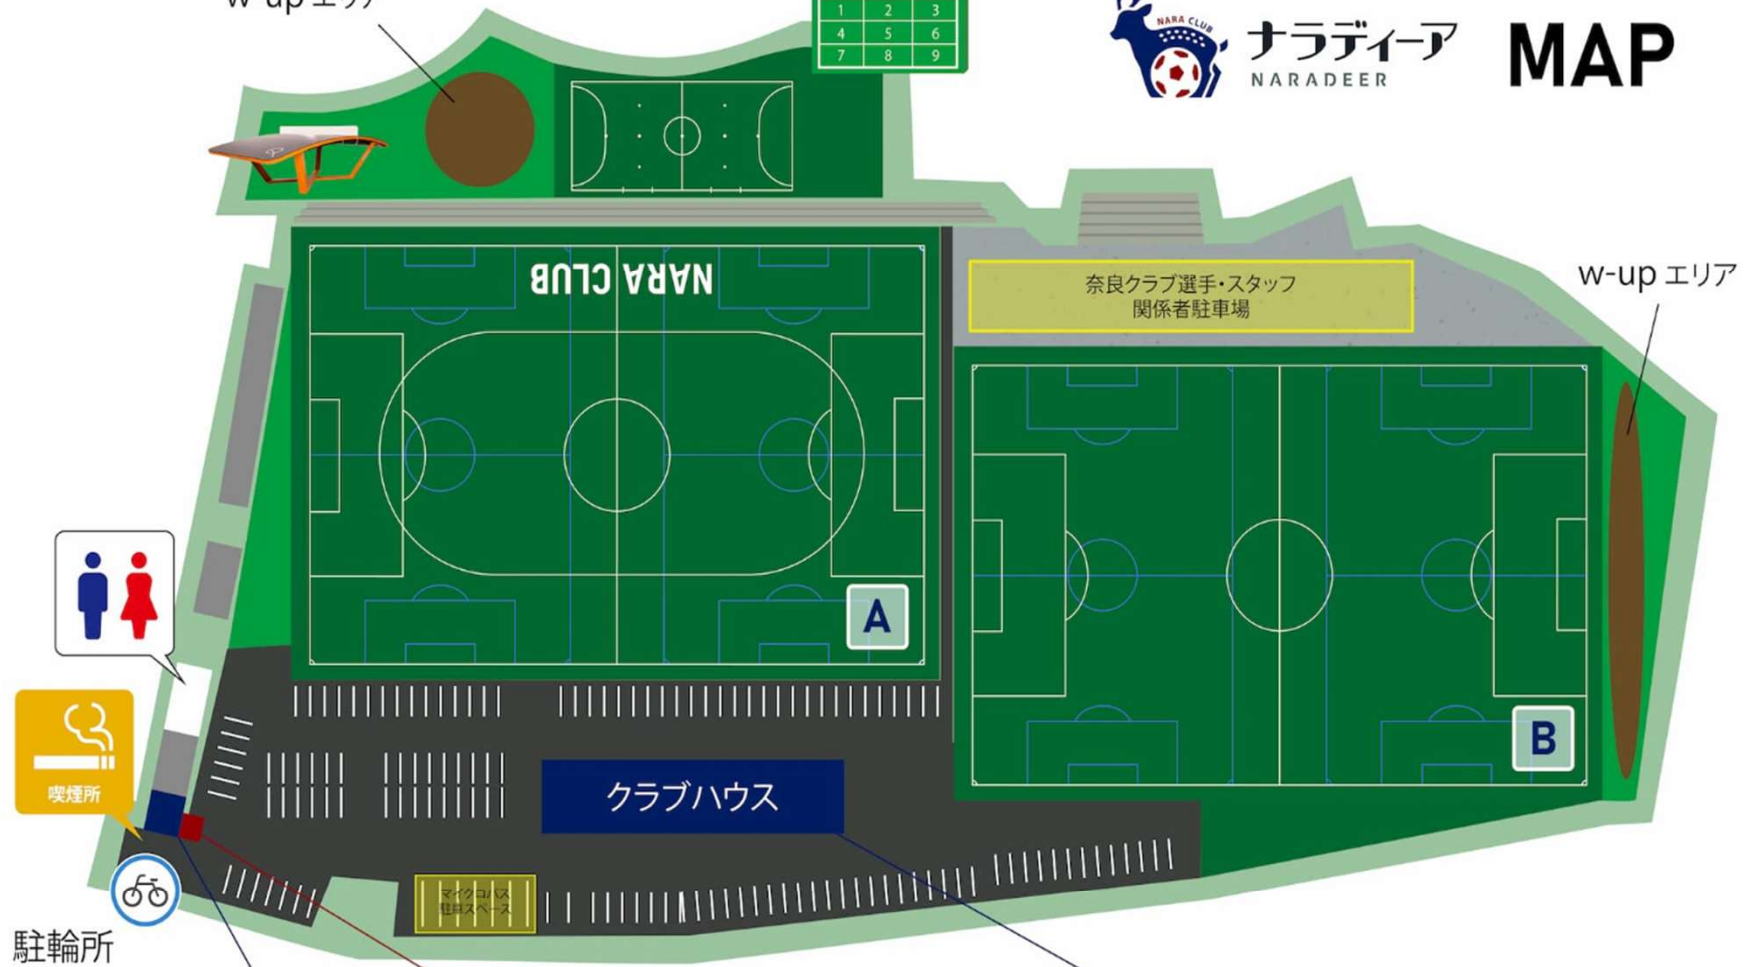 w-up エリア
1 2 3
4 5 6
7 8 9
NARA CLUB
ナラディーア
NARADEER
MAP
NARA CLUB
奈良クラブ選手・スタッフ
関係者駐車場
w-up エリア
A
B
喫煙所
クラブハウス
マイクロバス
駐車スペース
駐輪所